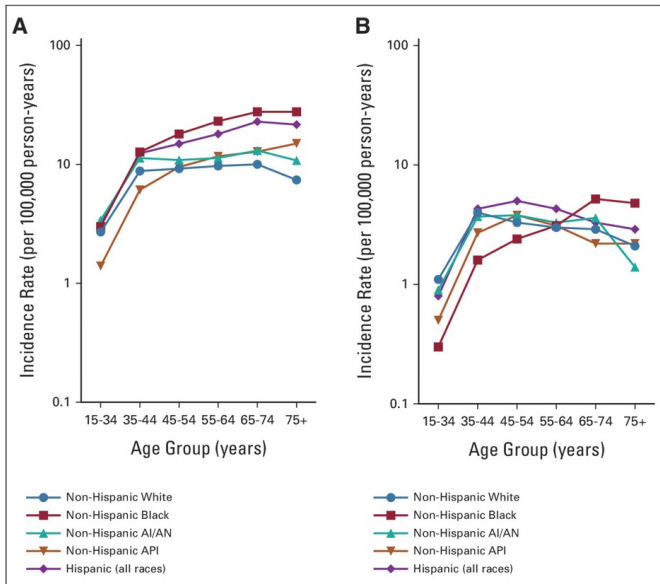 A
Incidence Rate (per 100,000 person-years)
100
10
1
0.1
15-34 35-44 45-54 55-64 65-74 75+
Age Group (years)
Non-Hispanic White
Non-Hispanic Black
Non-Hispanic AI/AN
Non-Hispanic API
Hispanic (all races)
B
Incidence Rate (per 100,000 person-years)
100
10
1
0.1
15-34 35-44 45-54 55-64 65-74 75+
Age Group (years)
Non-Hispanic White
Non-Hispanic Black
Non-Hispanic AI/AN
Non-Hispanic API
Hispanic (all races)